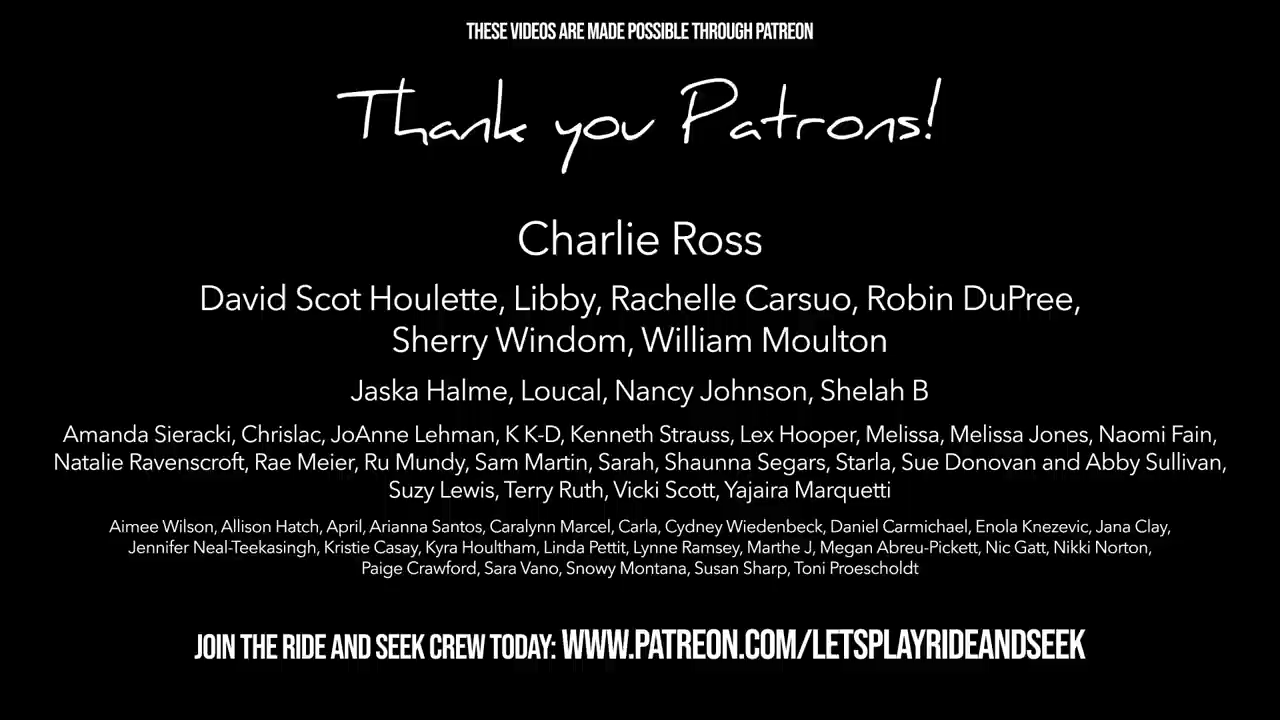 THESE VIDEOS ARE MADE POSSIBLE THROUGH PATREON
Thank you Patrons!
Charlie Ross
David Scot Houlette, Libby, Rachelle Carsuo, Robin DuPree,
Sherry Windom, William Moulton
Jaska Halme, Loucal, Nancy Johnson, Shelah B
Amanda Sieracki, Chrislac, JoAnne Lehman, K K-D, Kenneth Strauss, Lex Hooper, Melissa, Melissa Jones, Naomi Fain,
Natalie Ravenscroft, Rae Meier, Ru Mundy, Sam Martin, Sarah, Shaunna Segars, Starla, Sue Donovan and Abby Sullivan,
Suzy Lewis, Terry Ruth, Vicki Scott, Yajaira Marquetti
Aimee Wilson, Allison Hatch, April, Arianna Santos, Caralynn Marcel, Carla, Cydney Wiedenbeck, Daniel Carmichael, Enola Knezevic, Jana Clay,
Jennifer Neal-Teekasingh, Kristie Casay, Kyra Houltham, Linda Pettit, Lynne Ramsey, Marthe J, Megan Abreu-Pickett, Nic Gatt, Nikki Norton,
Paige Crawford, Sara Vano, Snowy Montana, Susan Sharp, Toni Proescholdt
JOIN THE RIDE AND SEEK CREW TODAY: WWW.PATREON.COM/LETSPLAYRIDEANDSEEK